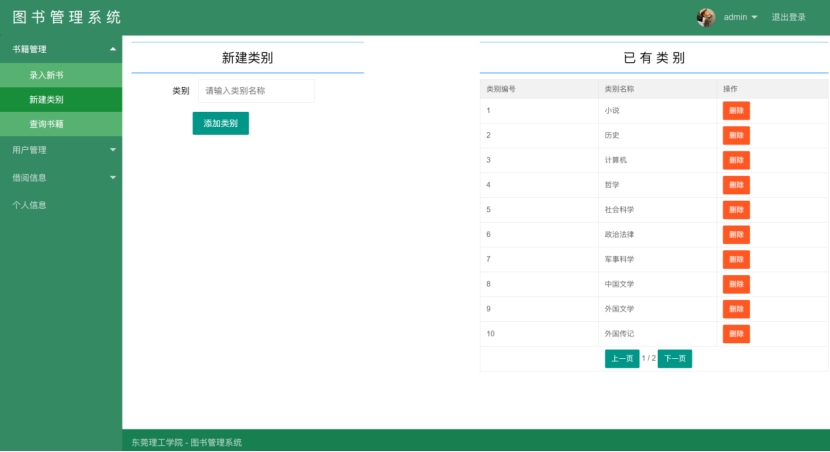 图书管理系统
admin 退出登录
书籍管理
录入新书
新建类别
查询书籍
用户管理
借阅信息
个人信息
新建类别
类别 请输入类别名称
添加类别
已有类别
类别编号 类别名称 操作
1 小说 删除
2 历史 删除
3 计算机 删除
4 哲学 删除
5 社会科学 删除
6 政治法律 删除
7 军事科学 删除
8 中国文学 删除
9 外国文学 删除
10 外国传记 删除
上一页 1 / 2 下一页
东莞理工学院 - 图书管理系统